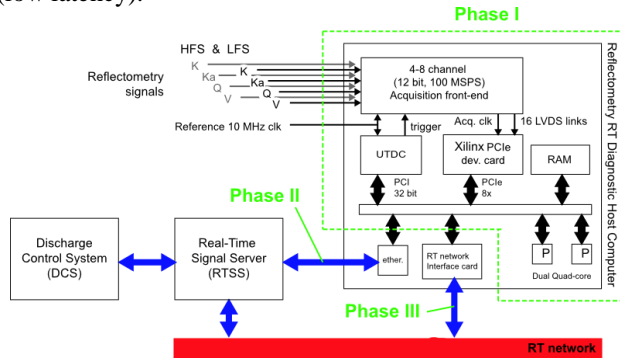 (low latency).
Phase I
HFS & LFS
Reflectometry
signals
K
K
Ka
Ka
Q
Q
V
V
4-8 channel
(12 bit, 100 MSPS)
Acquisition front-end
Reference 10 MHz clk
trigger
Acq. clk
16 LVDS links
UTDC
Xilinx PCIe
dev. card
RAM
PCI
32 bit
PCIe
8x
Reflectometry RT Diagnostic Host Computer
Phase II
Discharge
Control System
(DCS)
Real-Time
Signal Server
(RTSS)
ether.
RT network
Interface card
P
P
Dual Quad-core
Phase III
RT network